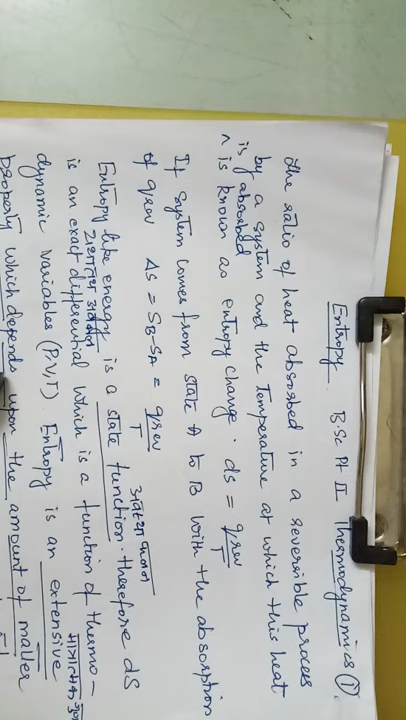 Entropy. B.Sc Pt II Thermodynamics ①
the ratio of heat absorbed in a reversible process
by a system and the temperature at which this heat
is absorbed
is known as entropy change. ds = qrev/T
If system comes from state A to B with the absorption
of qrev ΔS = SB-SA = qrev/T
Entropy like energy is a state function. therefore ds
is an exact differential which is a function of thermo-
dynamic variables (P,V,T). Entropy is an extensive
property which depends upon the amount of matter